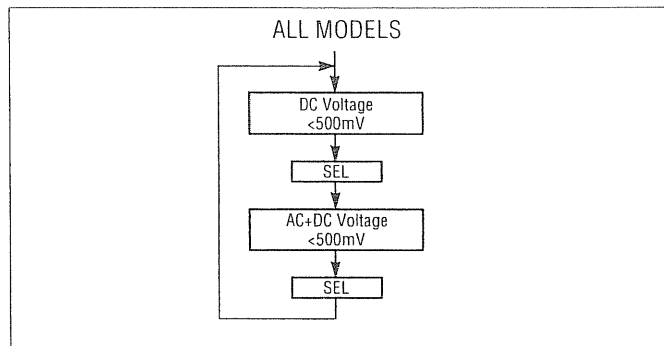 ALL MODELS
DC Voltage
<500mV
SEL
AC+DC Voltage
<500mV
SEL